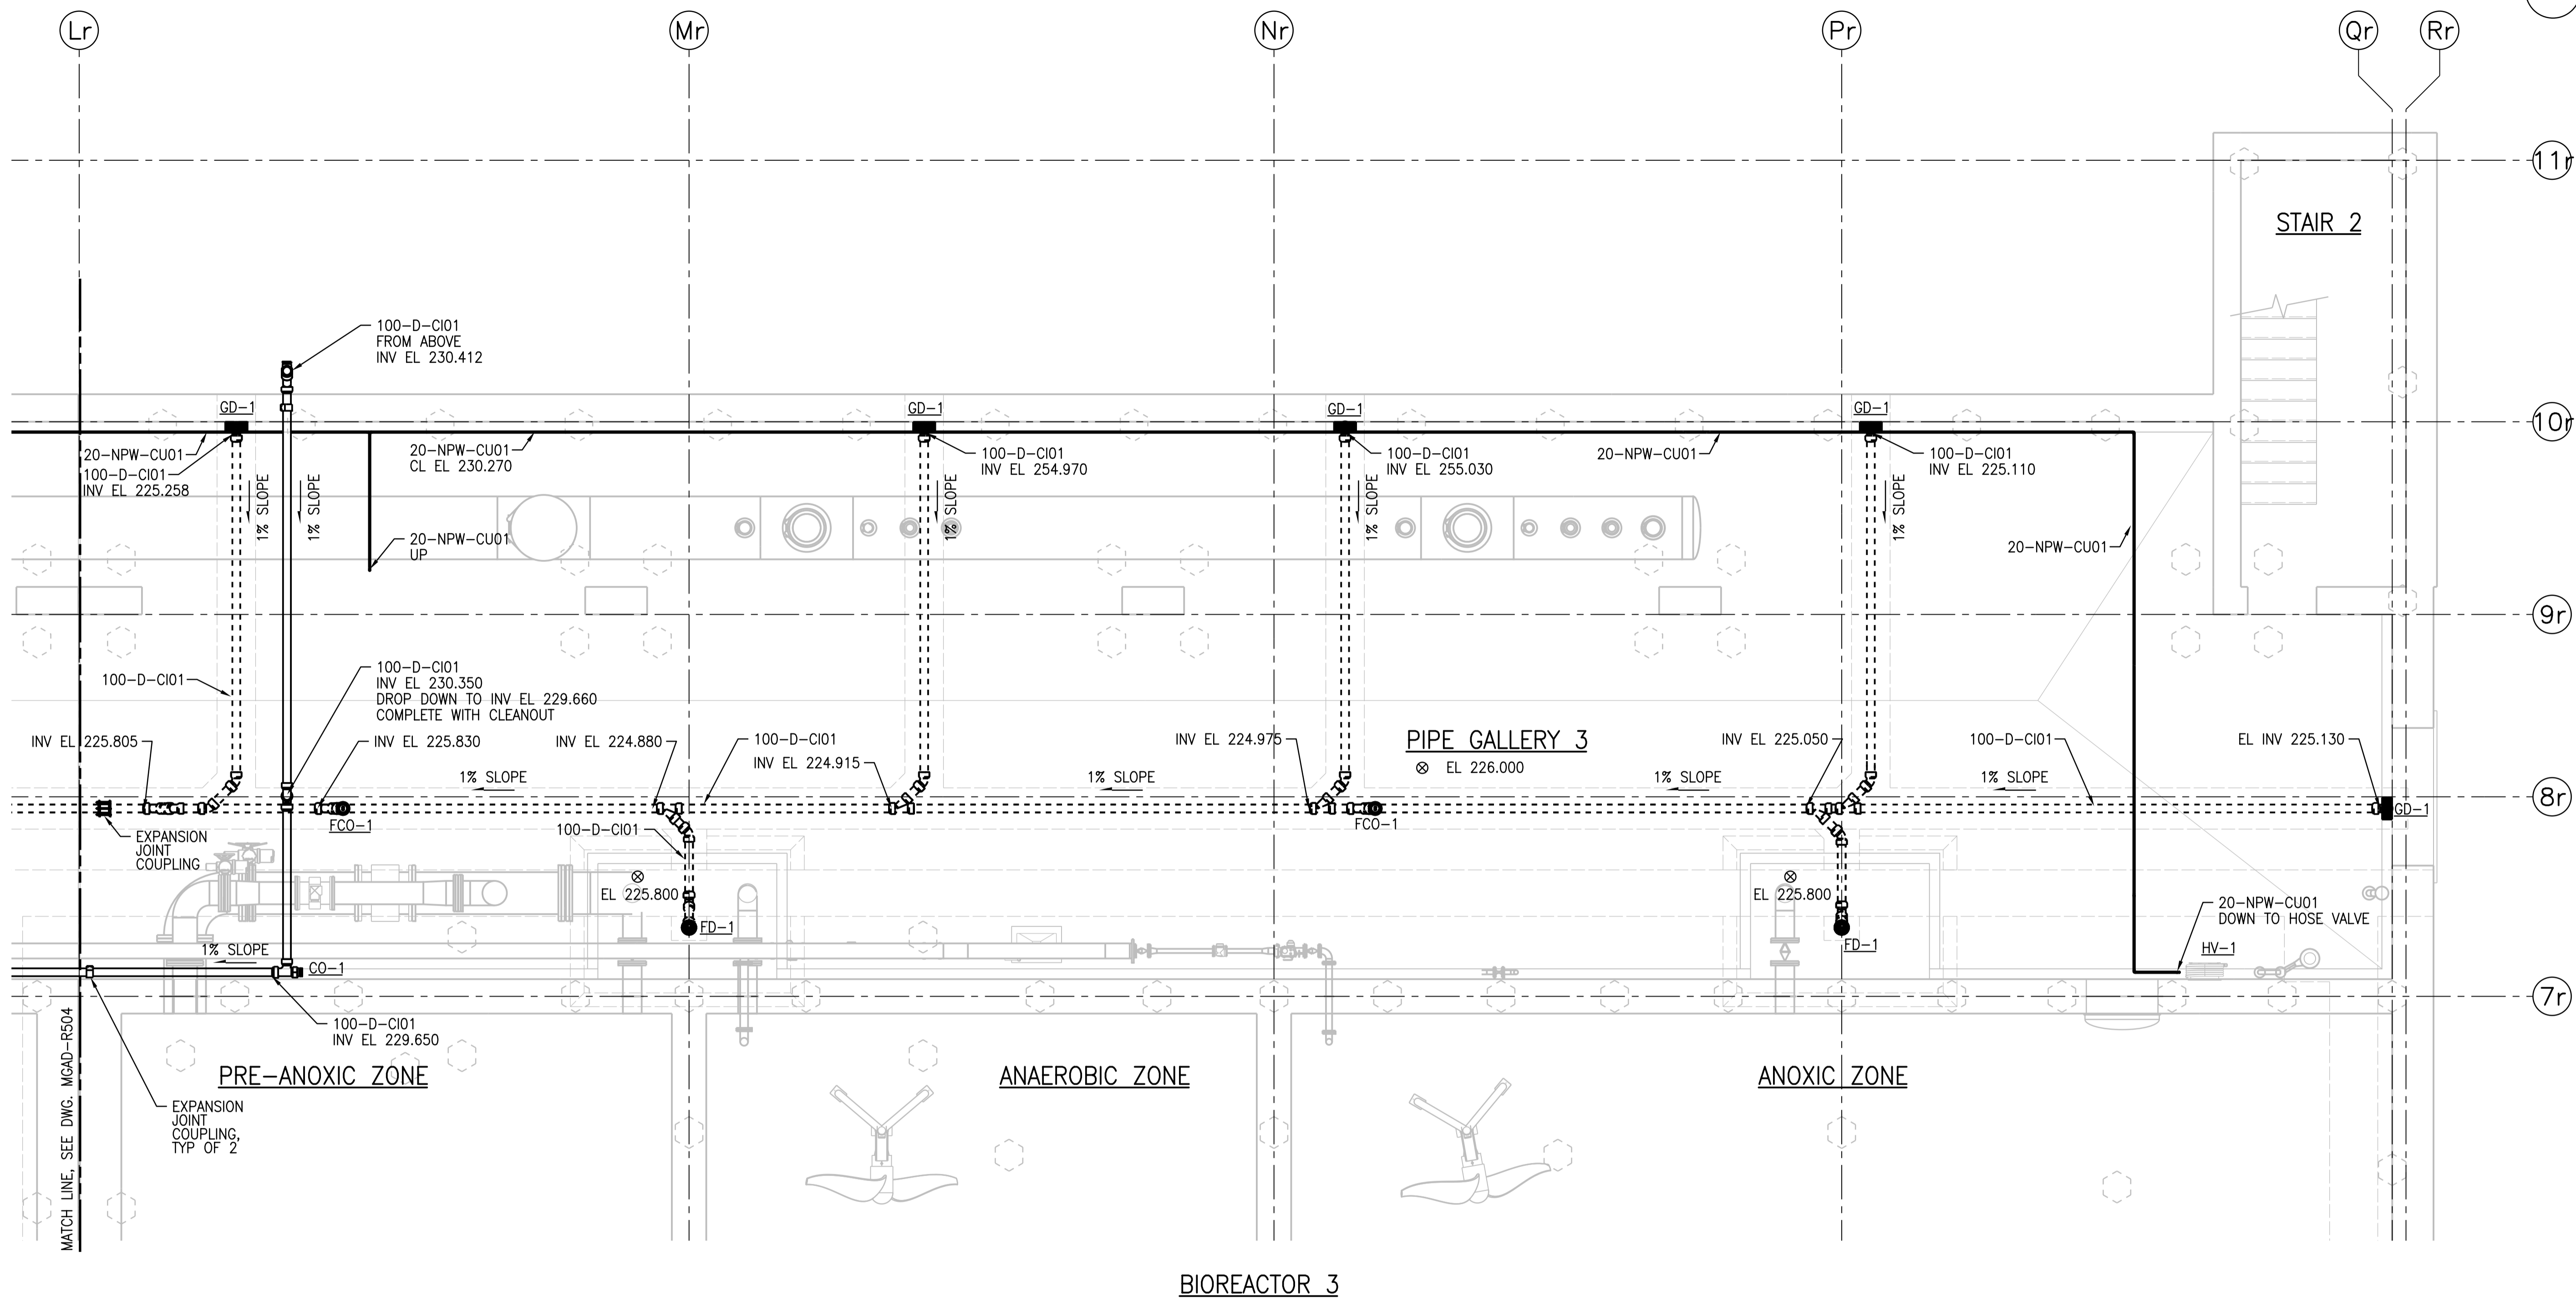 Lr
Mr
Nr
Pr
Qr
Rr
11r
STAIR 2
100-D-CI01
FROM ABOVE
INV EL 230.412
GD-1
GD-1
GD-1
GD-1
10r
20-NPW-CU01
100-D-CI01
INV EL 225.258
20-NPW-CU01
CL EL 230.270
100-D-CI01
INV EL 254.970
100-D-CI01
INV EL 255.030
20-NPW-CU01
100-D-CI01
INV EL 225.110
1% SLOPE
1% SLOPE
1% SLOPE
1% SLOPE
1% SLOPE
20-NPW-CU01
UP
20-NPW-CU01
9r
100-D-CI01
100-D-CI01
INV EL 230.350
DROP DOWN TO INV EL 229.660
COMPLETE WITH CLEANOUT
INV EL 225.805
INV EL 225.830
INV EL 224.880
100-D-CI01
INV EL 224.915
INV EL 224.975
PIPE GALLERY 3
EL 226.000
INV EL 225.050
100-D-CI01
EL INV 225.130
1% SLOPE
1% SLOPE
1% SLOPE
1% SLOPE
8r
FCO-1
FCO-1
GD-1
EXPANSION
JOINT
COUPLING
100-D-CI01
EL 225.800
FD-1
EL 225.800
FD-1
20-NPW-CU01
DOWN TO HOSE VALVE
HV-1
1% SLOPE
CO-1
7r
100-D-CI01
INV EL 229.650
MATCH LINE, SEE DWG. MGAD-R504
PRE-ANOXIC ZONE
ANAEROBIC ZONE
ANOXIC ZONE
EXPANSION
JOINT
COUPLING,
TYP OF 2
BIOREACTOR 3